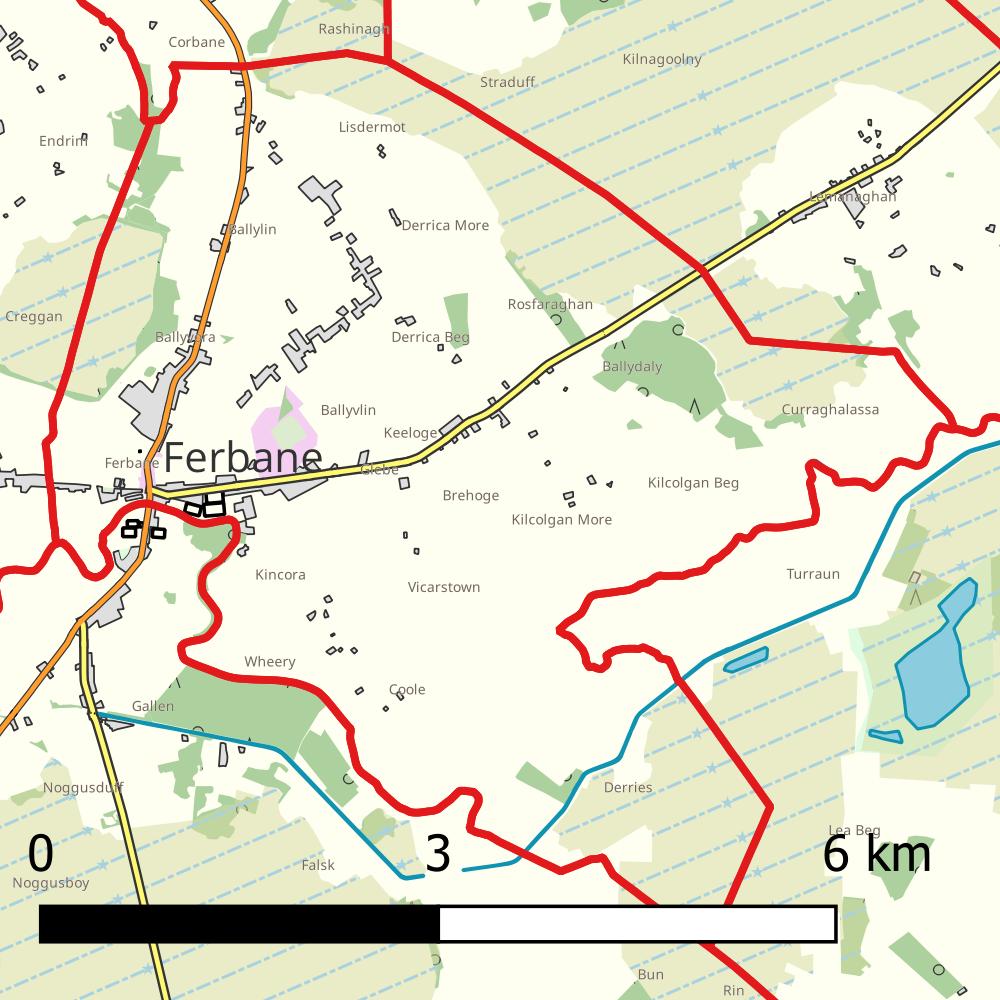 Rashinagh
Corbane
Kilnagoolny
Straduff
Lisdermot
Endrim
Lemanaghan
Derrica More
Ballylin
Rosfaraghan
Creggan
Ballyvora
Derrica Beg
Ballydaly
Ballyvlin
Curraghalassa
Keeloge
Ferbane
Ferbane
Glebe
Kilcolgan Beg
Brehoge
Kilcolgan More
Kincora
Turraun
Vicarstown
Wheery
Coole
Gallen
Noggusduff
Derries
Lea Beg
0 3 6 km
Falsk
Noggusboy
Bun
Rin